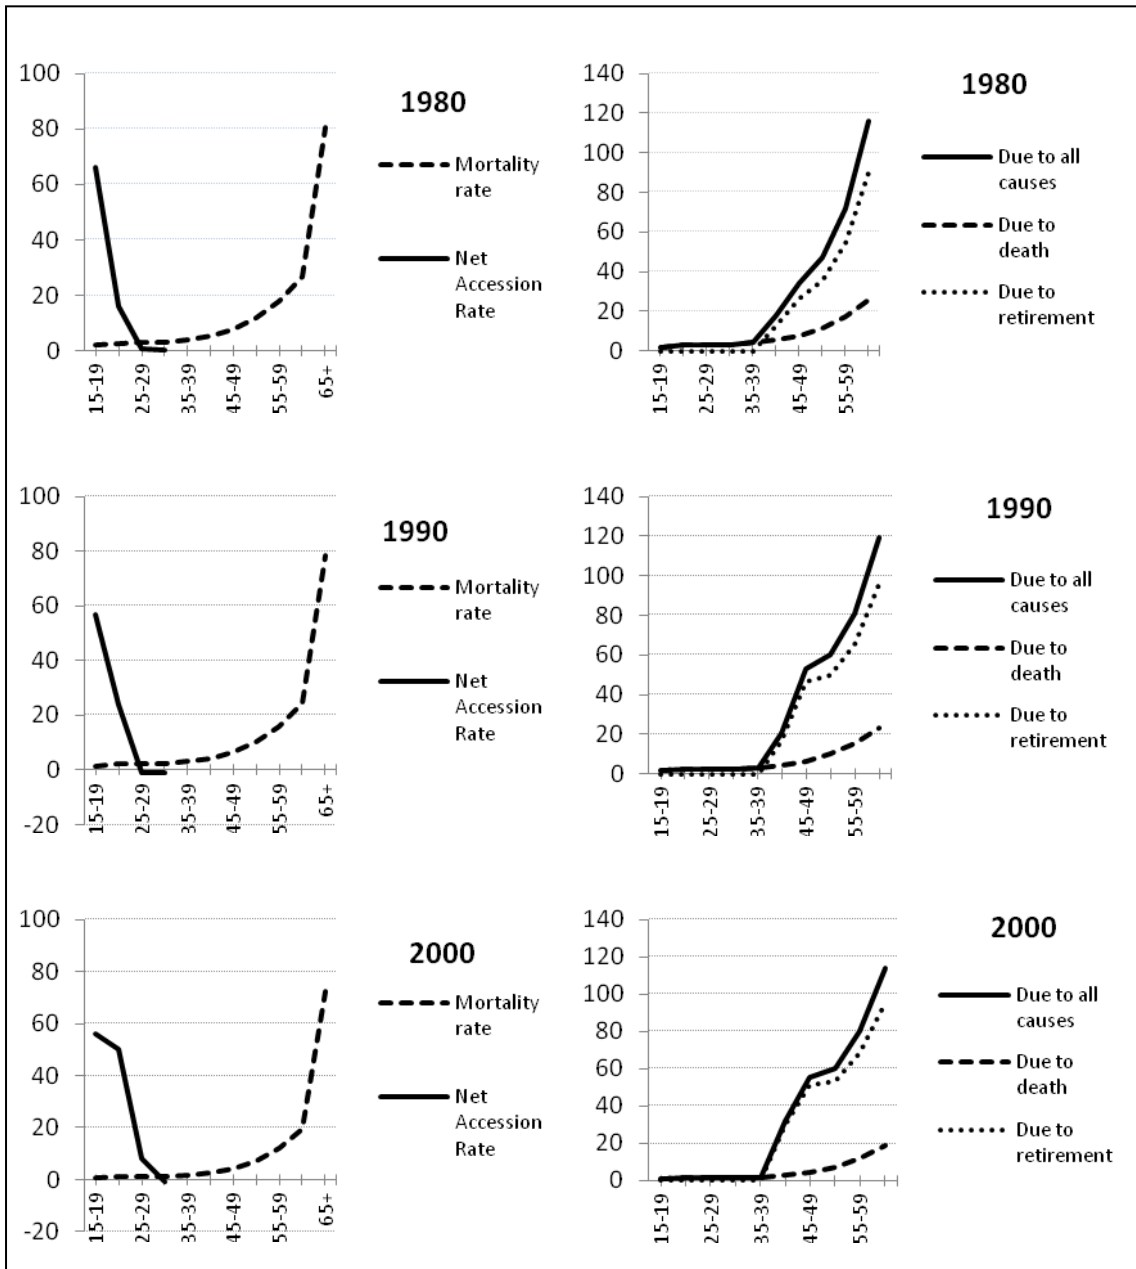 100
80
60
40
20
0
15-19
25-29
35-39
45-49
55-59
65+
1980
Mortality
rate
Net
Accession
Rate
140
120
100
80
60
40
20
0
15-19
25-29
35-39
45-49
55-59
1980
Due to all
causes
Due to
death
Due to
retirement
100
80
60
40
20
0
-20
15-19
25-29
35-39
45-49
55-59
65+
1990
Mortality
rate
Net
Accession
Rate
140
120
100
80
60
40
20
0
15-19
25-29
35-39
45-49
55-59
1990
Due to all
causes
Due to
death
Due to
retirement
100
80
60
40
20
0
-20
15-19
25-29
35-39
45-49
55-59
65+
2000
Mortality
rate
Net
Accession
Rate
140
120
100
80
60
40
20
0
15-19
25-29
35-39
45-49
55-59
2000
Due to all
causes
Due to
death
Due to
retirement